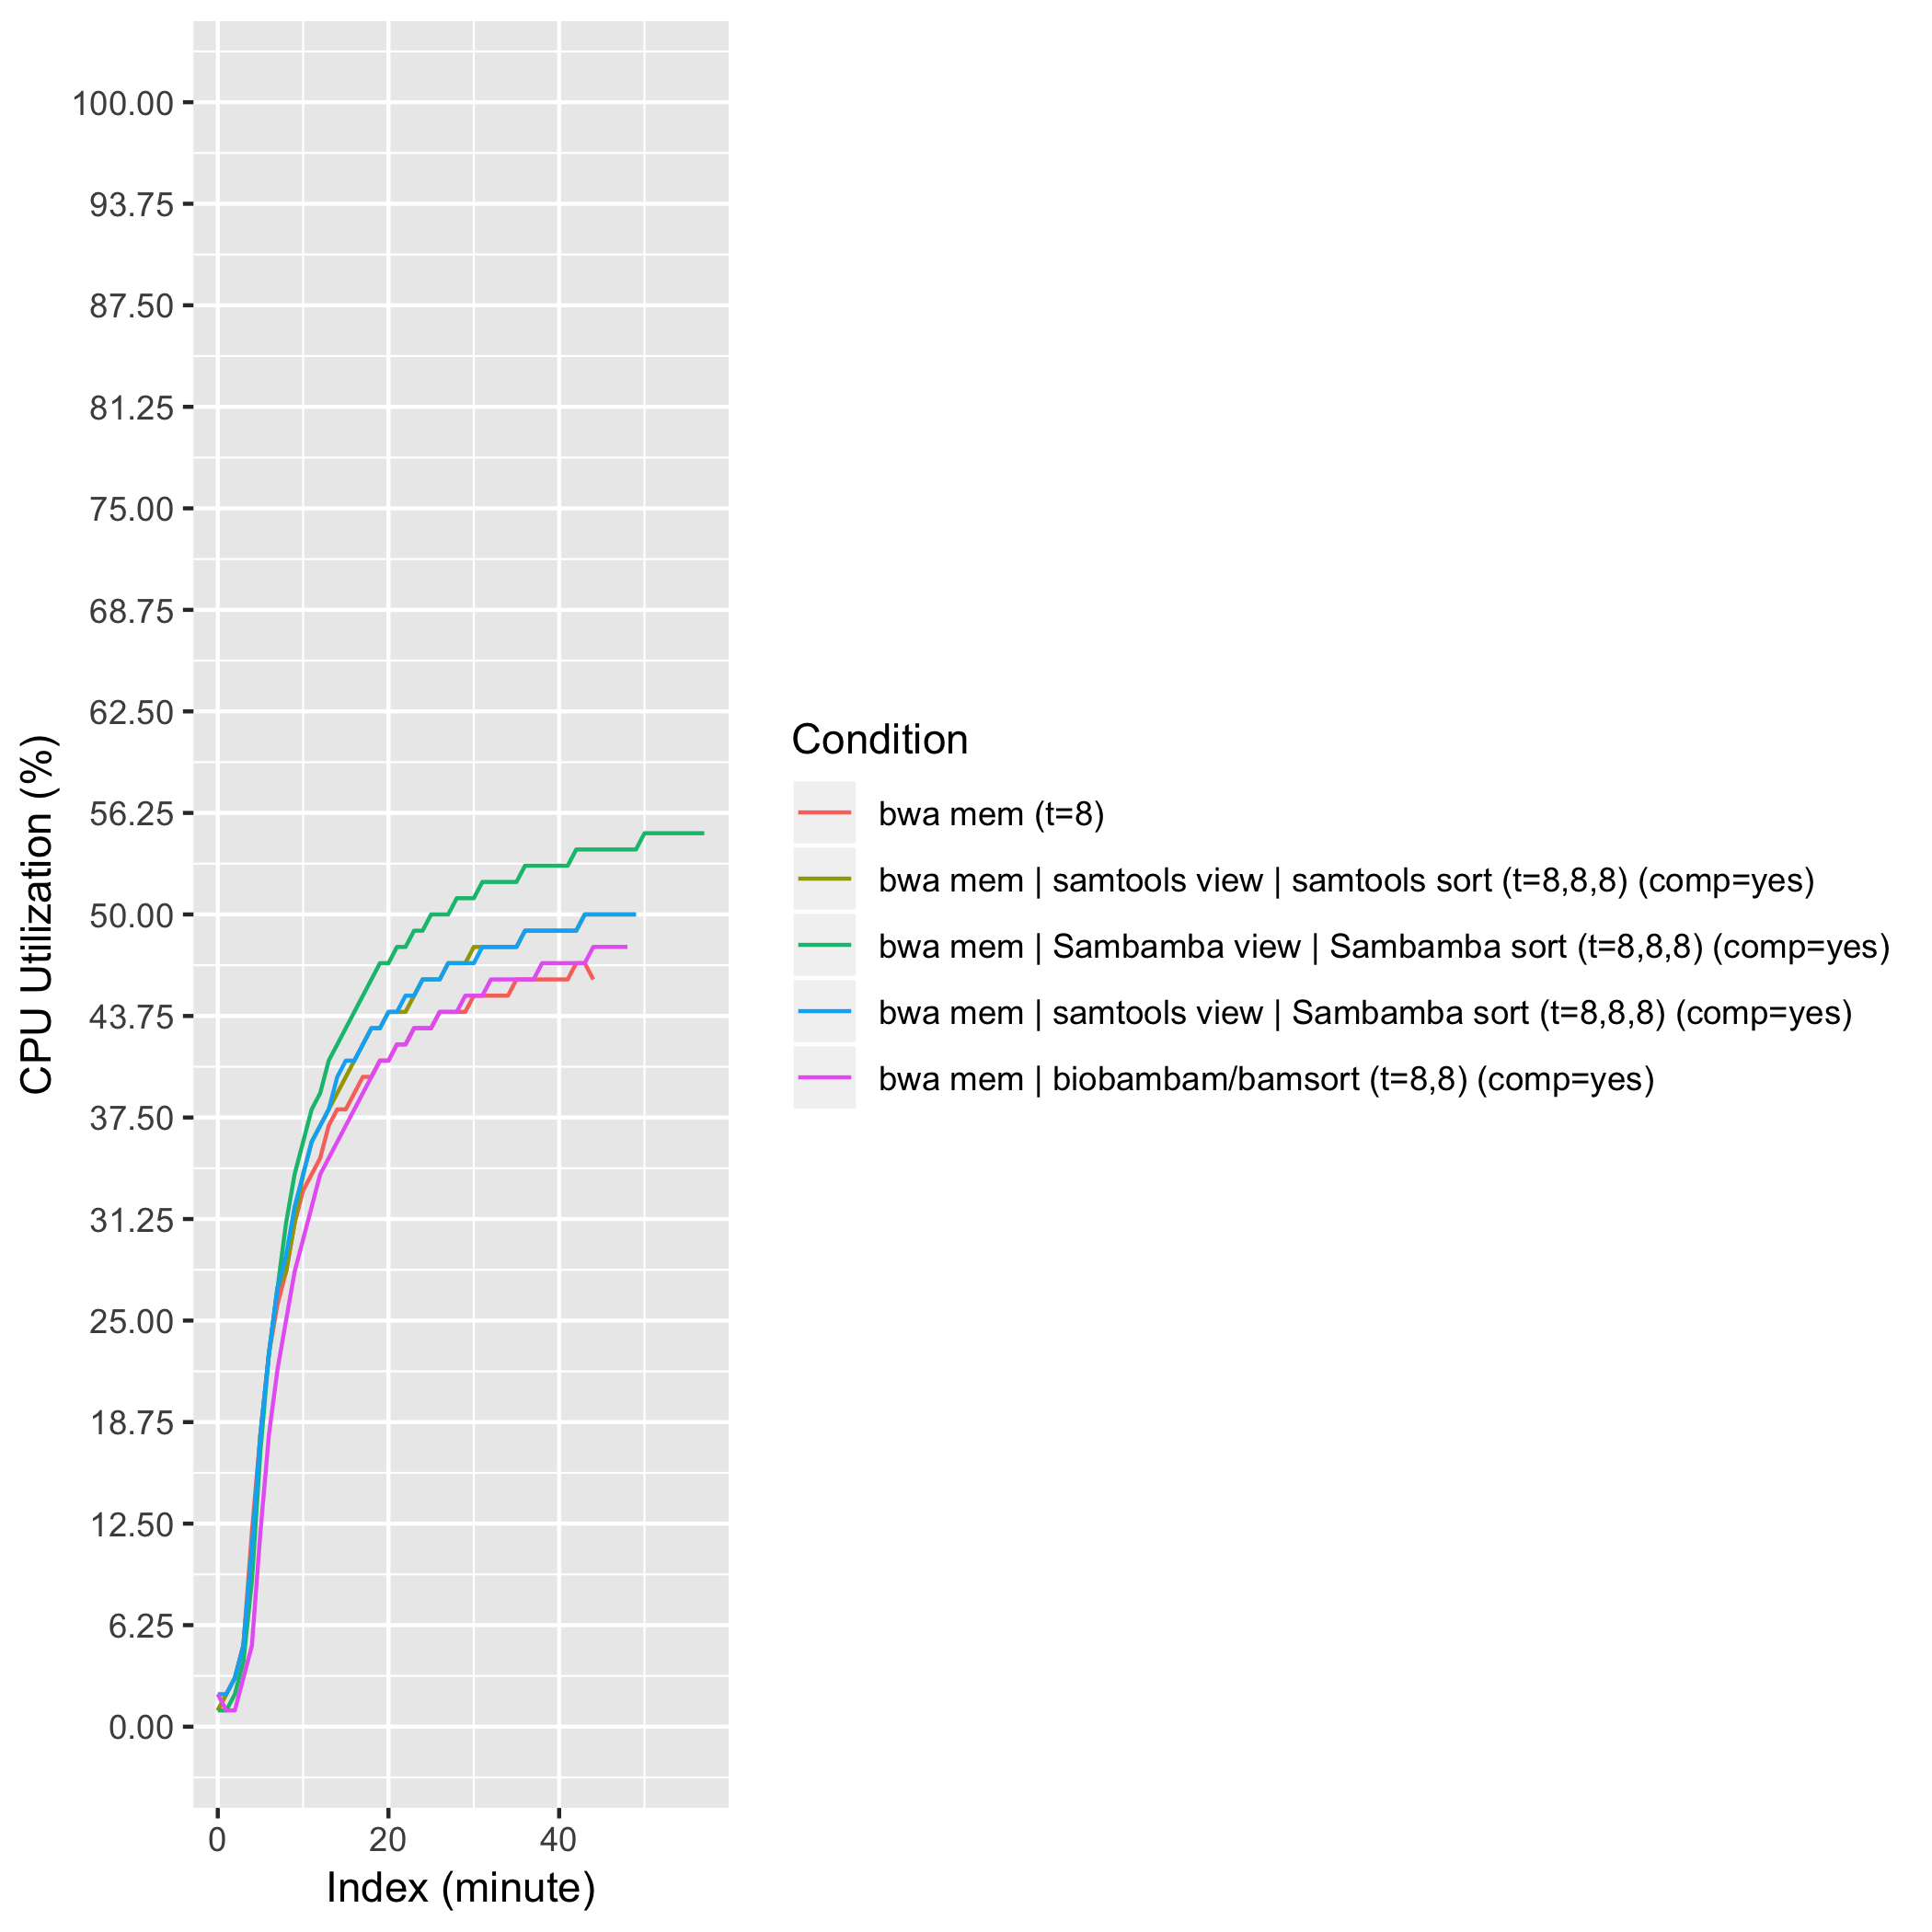 100.00
93.75
87.50
81.25
75.00
68.75
62.50
56.25
50.00
43.75
37.50
31.25
25.00
18.75
12.50
6.25
0.00
CPU Utilization (%)
0 20 40
Index (minute)
Condition
bwa mem (t=8)
bwa mem | samtools view | samtools sort (t=8,8,8) (comp=yes)
bwa mem | Sambamba view | Sambamba sort (t=8,8,8) (comp=yes)
bwa mem | samtools view | Sambamba sort (t=8,8,8) (comp=yes)
bwa mem | biobambam/bamsort (t=8,8) (comp=yes)